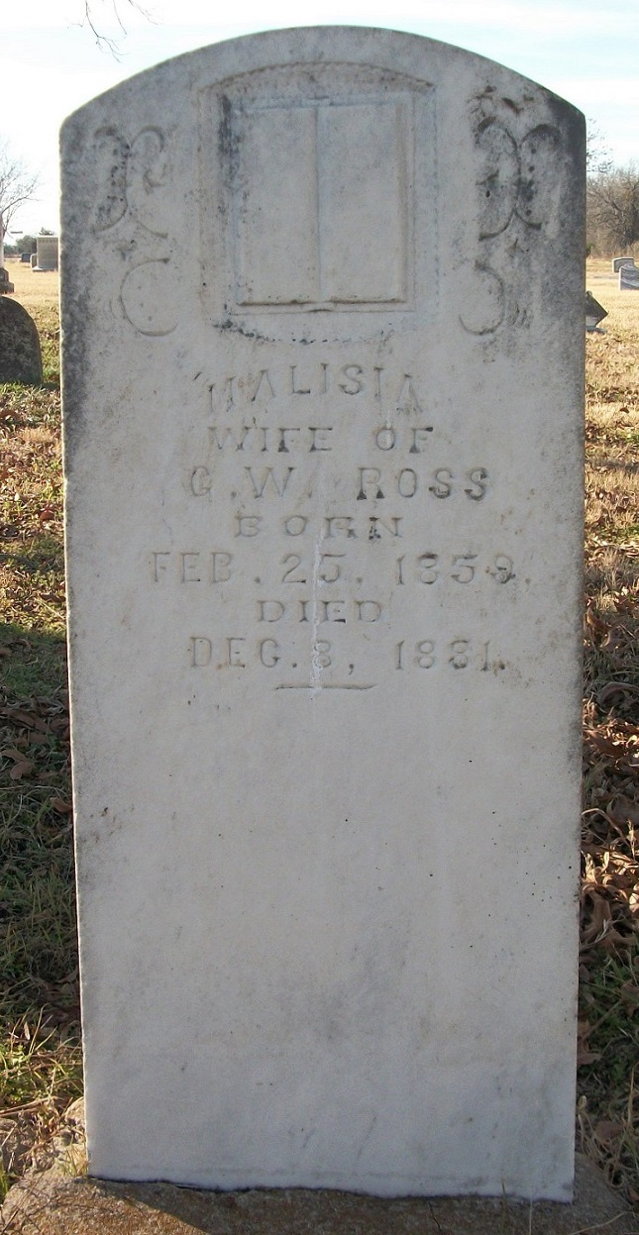 MALISIA
WIFE OF
G. W. ROSS
BORN
FEB. 25, 1859.
DIED
DEC. 8, 1881.